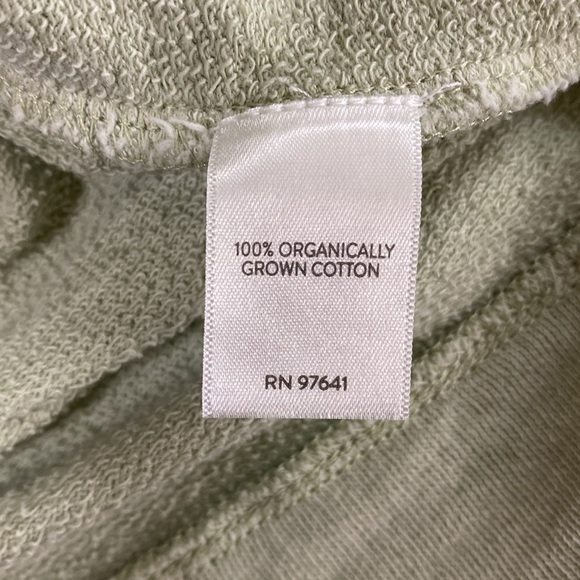 100% ORGANICALLY
GROWN COTTON
RN 97641